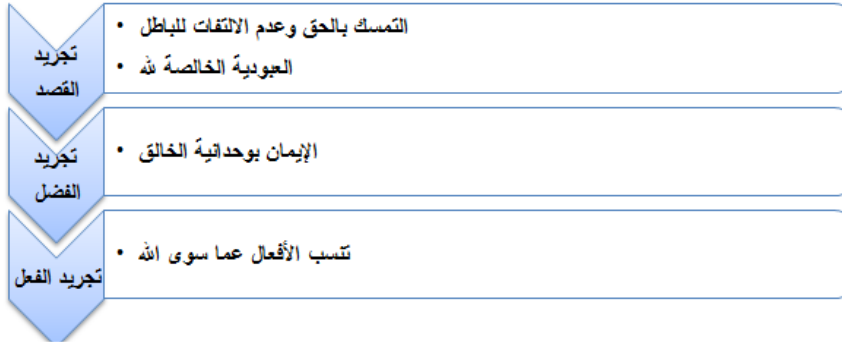 تجريد
القصد
• التمسك بالحق وعدم الالتفات للباطل
• العبودية الخالصة لله
تجريد
الفضل
• الإيمان بوحدانية الخالق
تجريد الفعل
• تنسب الأفعال عما سوى الله